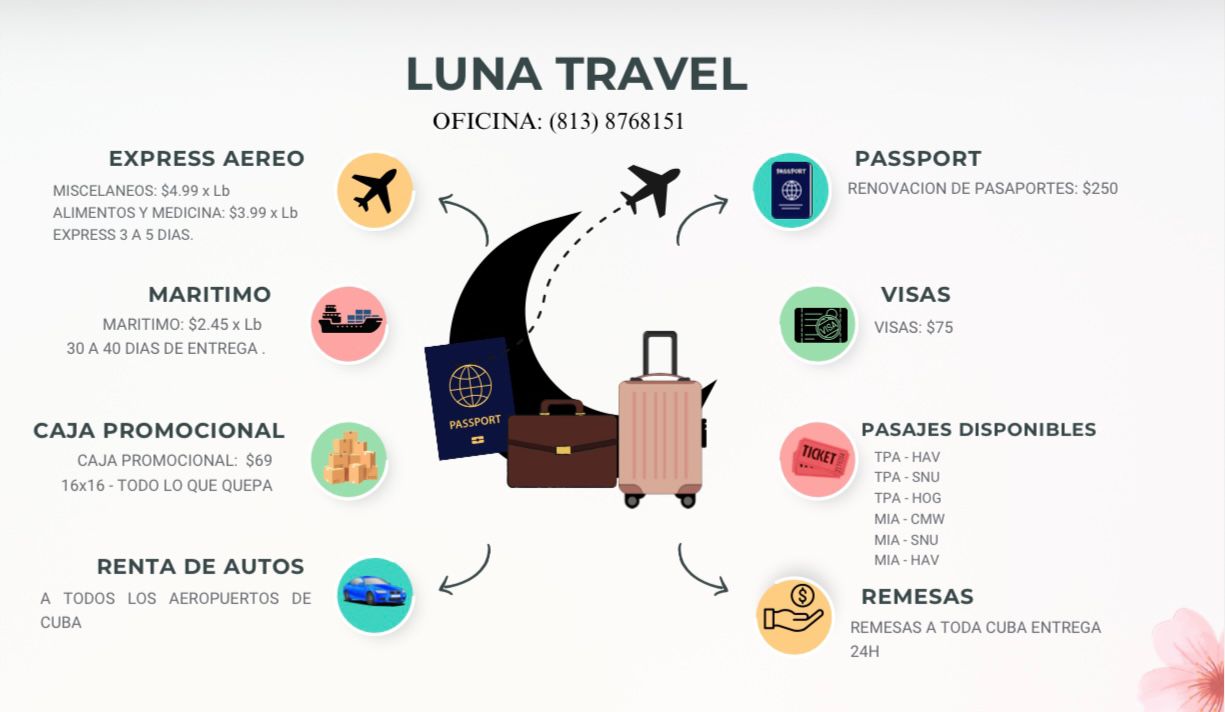 LUNA TRAVEL
OFICINA: (813) 8768151
EXPRESS AEREO
MISCELANEOS: $4.99 x Lb
ALIMENTOS Y MEDICINA: $3.99 x Lb
EXPRESS 3 A 5 DIAS.
MARITIMO
MARITIMO: $2.45 x Lb
30 A 40 DIAS DE ENTREGA .
CAJA PROMOCIONAL
CAJA PROMOCIONAL: $69
16x16 - TODO LO QUE QUEPA
RENTA DE AUTOS
A TODOS LOS AEROPUERTOS DE
CUBA
PASSPORT
PASSPORT
PASSPORT
RENOVACION DE PASAPORTES: $250
VISA
VISAS
VISAS: $75
TICKET
PASAJES DISPONIBLES
TPA - HAV
TPA - SNU
TPA - HOG
MIA - CMW
MIA - SNU
MIA - HAV
$
REMESAS
REMESAS A TODA CUBA ENTREGA
24H